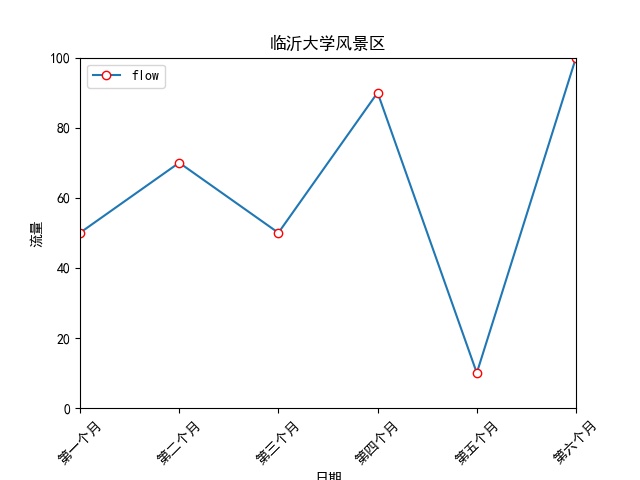 临沂大学风景区
flow
流量
100
80
60
40
20
0
第一个月
第二个月
第三个月
第四个月
第五个月
第六个月
日期